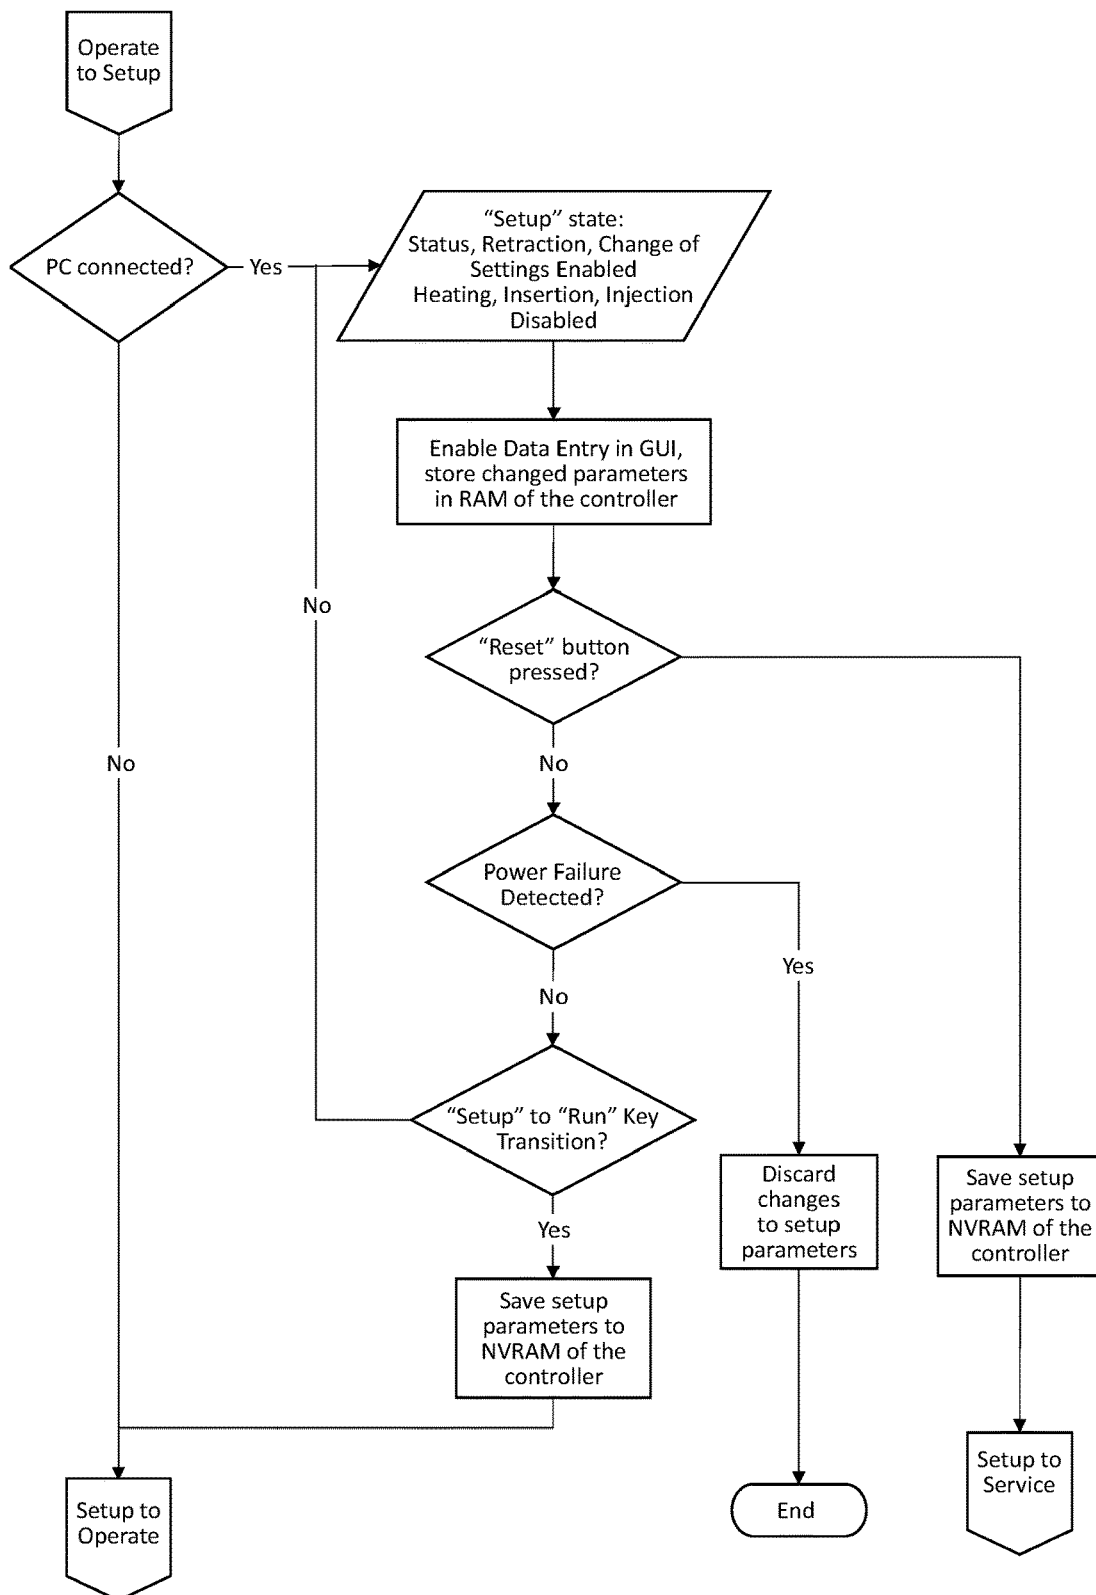 Operate
to Setup
PC connected?
Yes
“Setup” state:
Status, Retraction, Change of
Settings Enabled
Heating, Insertion, Injection
Disabled
Enable Data Entry in GUI,
store changed parameters
in RAM of the controller
No
“Reset” button
pressed?
No
No
Power Failure
Detected?
Yes
No
“Setup” to “Run” Key
Transition?
Discard
changes
to setup
parameters
Save setup
parameters to
NVRAM of the
controller
Yes
Save setup
parameters to
NVRAM of the
controller
Setup to
Service
End
Setup to
Operate